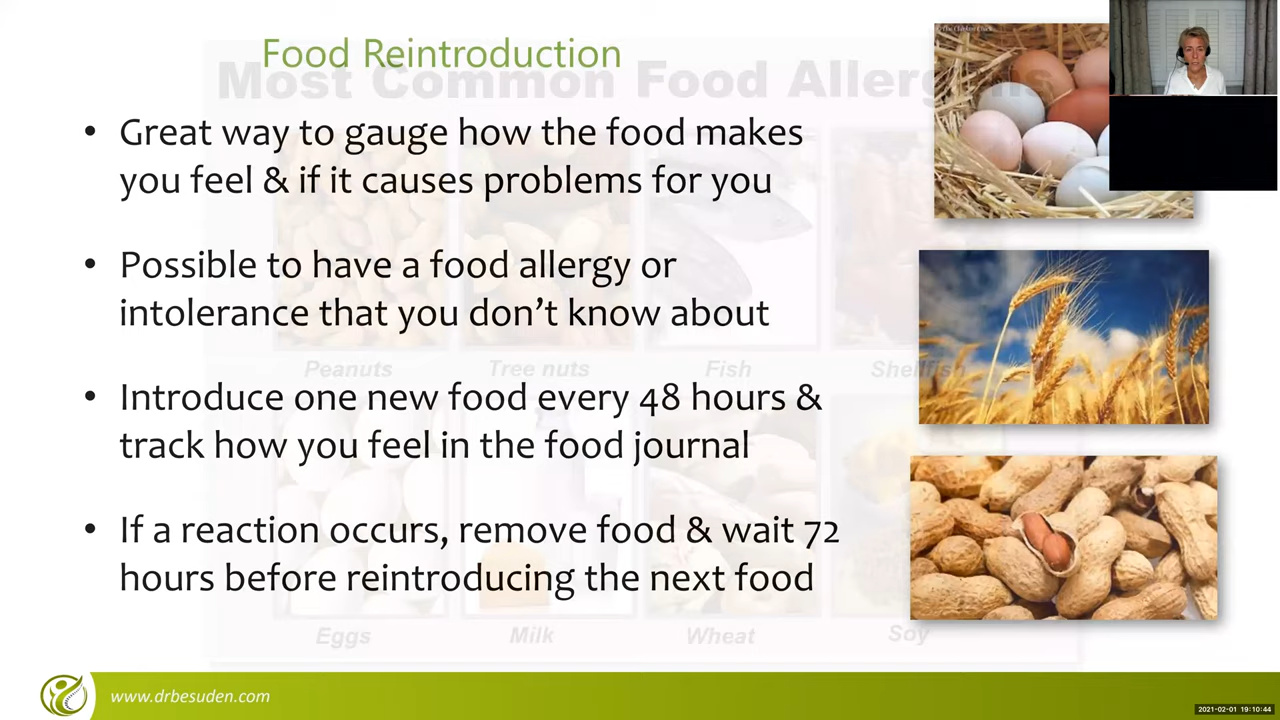 Food Reintroduction
Most Common Food Allergens
• Great way to gauge how the food makes
you feel & if it causes problems for you
• Possible to have a food allergy or
intolerance that you don’t know about
Peanuts
Tree nuts
Fish
Shellfish
• Introduce one new food every 48 hours &
track how you feel in the food journal
• If a reaction occurs, remove food & wait 72
hours before reintroducing the next food
Eggs
Milk
Wheat
Soy
www.drbesuden.com
2021-02-01 19:10:44